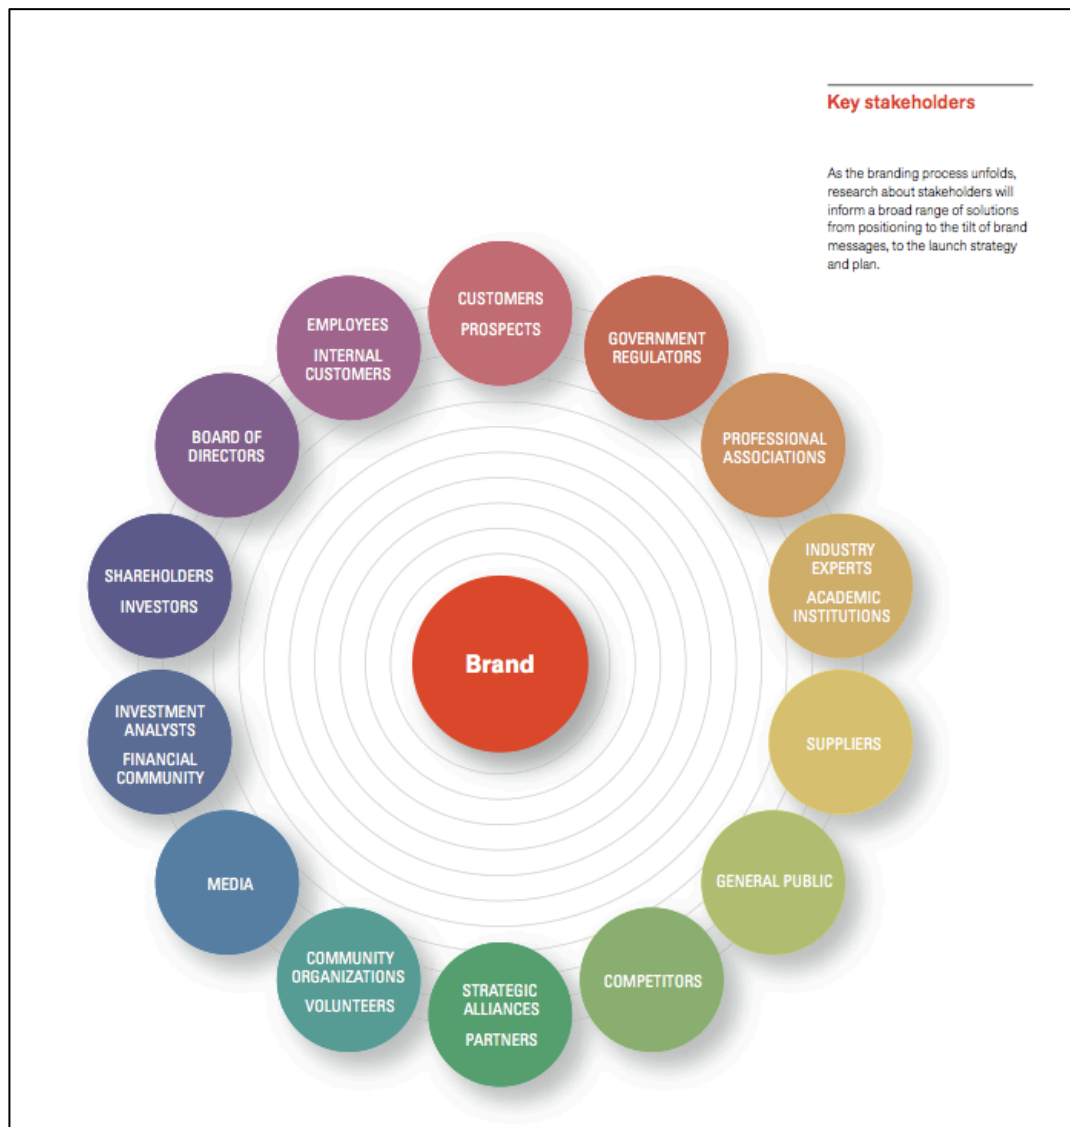 Key stakeholders
As the branding process unfolds,
research about stakeholders will
inform a broad range of solutions
from positioning to the tilt of brand
messages, to the launch strategy
and plan.
CUSTOMERS
PROSPECTS
GOVERNMENT
REGULATORS
PROFESSIONAL
ASSOCIATIONS
INDUSTRY
EXPERTS
ACADEMIC
INSTITUTIONS
SUPPLIERS
GENERAL PUBLIC
COMPETITORS
STRATEGIC
ALLIANCES
PARTNERS
COMMUNITY
ORGANIZATIONS
VOLUNTEERS
MEDIA
INVESTMENT
ANALYSTS
FINANCIAL
COMMUNITY
SHAREHOLDERS
INVESTORS
BOARD OF
DIRECTORS
EMPLOYEES
INTERNAL
CUSTOMERS
Brand